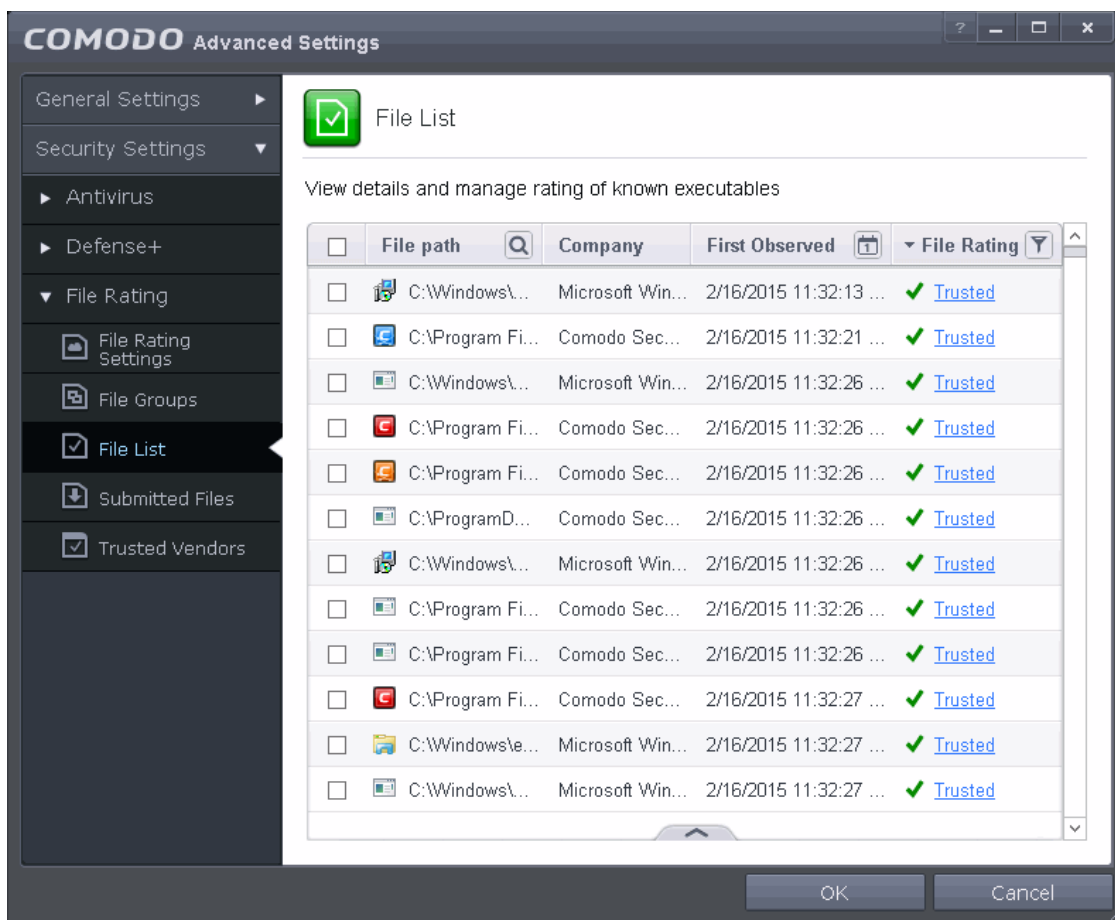 COMODO Advanced Settings
?
General Settings
Security Settings
Antivirus
Defense+
File Rating
File Rating
Settings
File Groups
File List
Submitted Files
Trusted Vendors
File List
View details and manage rating of known executables
File path Company First Observed 1 File Rating
C:\Windows\... Microsoft Win... 2/16/2015 11:32:13 ... Trusted
C:\Program Fi... Comodo Sec... 2/16/2015 11:32:21 ... Trusted
C:\Windows\... Microsoft Win... 2/16/2015 11:32:26 ... Trusted
C:\Program Fi... Comodo Sec... 2/16/2015 11:32:26 ... Trusted
C:\Program Fi... Comodo Sec... 2/16/2015 11:32:26 ... Trusted
C:\ProgramD... Comodo Sec... 2/16/2015 11:32:26 ... Trusted
C:\Windows\... Microsoft Win... 2/16/2015 11:32:26 ... Trusted
C:\Program Fi... Comodo Sec... 2/16/2015 11:32:26 ... Trusted
C:\Program Fi... Comodo Sec... 2/16/2015 11:32:26 ... Trusted
C:\Program Fi... Comodo Sec... 2/16/2015 11:32:27 ... Trusted
C:\Windows\e... Microsoft Win... 2/16/2015 11:32:27 ... Trusted
C:\Windows\... Microsoft Win... 2/16/2015 11:32:27 ... Trusted
OK Cancel